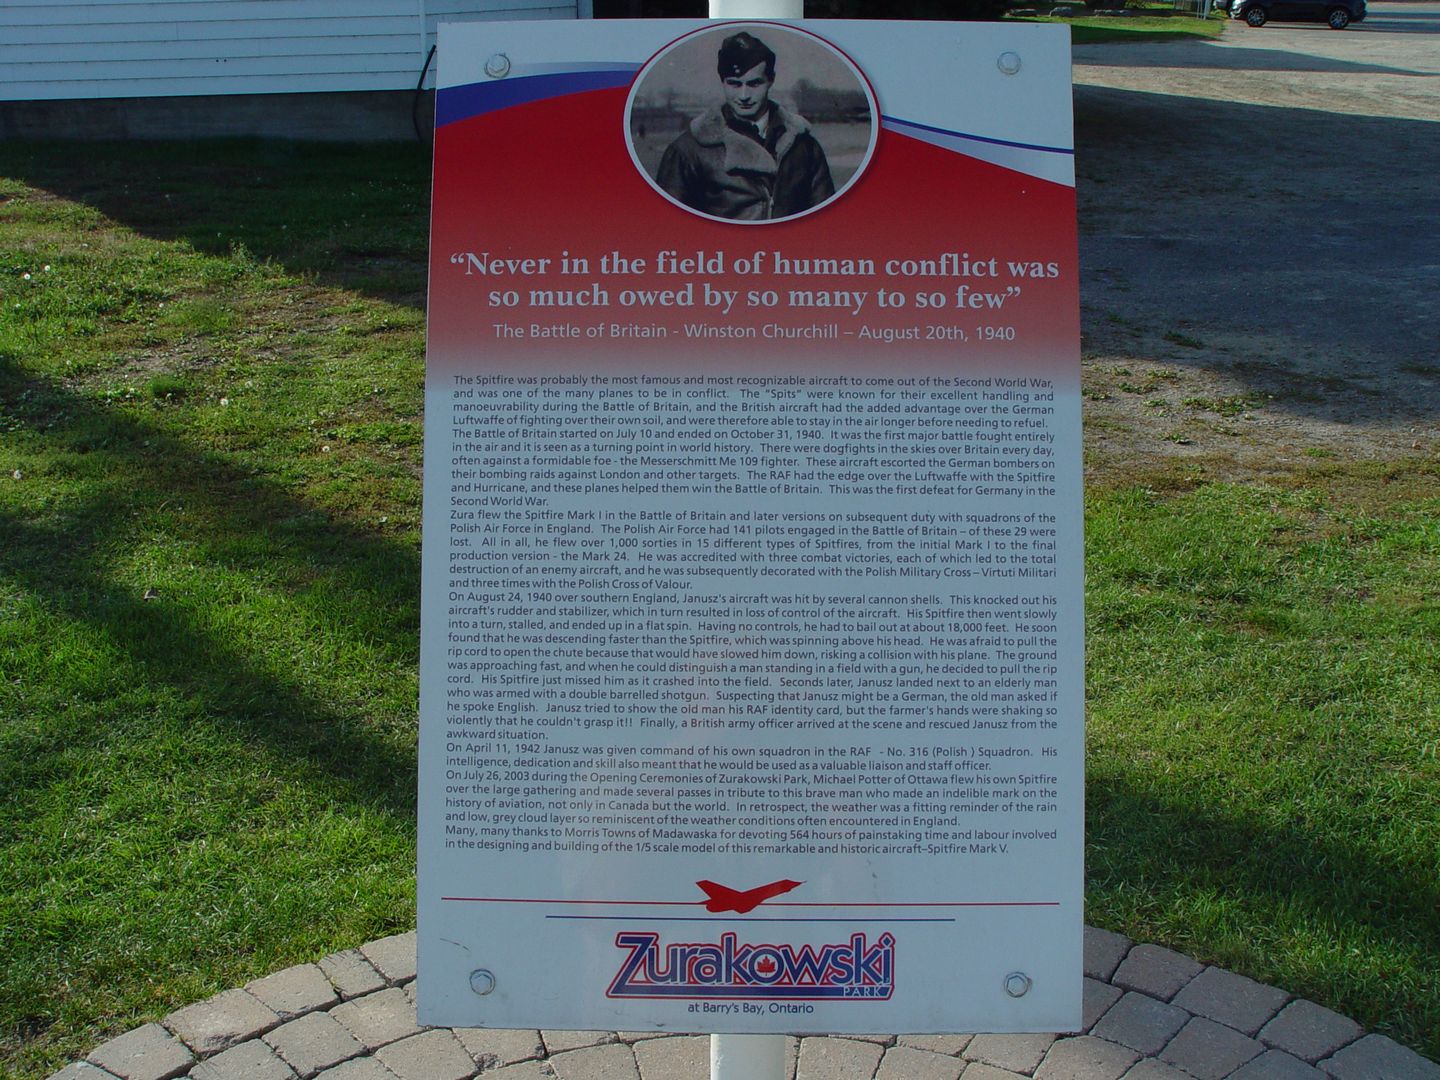 “Never in the field of human conflict was
so much owed by so many to so few”
The Battle of Britain - Winston Churchill – August 20th, 1940
The Spitfire was probably the most famous and most recognizable aircraft to come out of the Second World War,
and was one of the many planes to be in conflict. The "Spits" were known for their excellent handling and
manoeuvrability during the Battle of Britain, and the British aircraft had the added advantage over the German
Luftwaffe of fighting over their own soil, and were therefore able to stay in the air longer before needing to refuel.
The Battle of Britain started on July 10 and ended on October 31, 1940. It was the first major battle fought entirely
in the air and it is seen as a turning point in world history. There were dogfights in the skies over Britain every day,
often against a formidable foe - the Messerschmitt Me 109 fighter. These aircraft escorted the German bombers on
their bombing raids against London and other targets. The RAF had the edge over the Luftwaffe with the Spitfire
and Hurricane, and these planes helped them win the Battle of Britain. This was the first defeat for Germany in the
Second World War.
Zura flew the Spitfire Mark I in the Battle of Britain and later versions on subsequent duty with squadrons of the
Polish Air Force in England. The Polish Air Force had 141 pilots engaged in the Battle of Britain – of these 29 were
lost. All in all, he flew over 1,000 sorties in 15 different types of Spitfires, from the initial Mark I to the final
production version - the Mark 24. He was accredited with three combat victories, each of which led to the total
destruction of an enemy aircraft, and he was subsequently decorated with the Polish Military Cross – Virtuti Militari
and three times with the Polish Cross of Valour.
On August 24, 1940 over southern England, Janusz's aircraft was hit by several cannon shells. This knocked out his
aircraft's rudder and stabilizer, which in turn resulted in loss of control of the aircraft. His Spitfire then went slowly
into a turn, stalled, and ended up in a flat spin. Having no controls, he had to bail out at about 18,000 feet. He soon
found that he was descending faster than the Spitfire, which was spinning above his head. He was afraid to pull the
rip cord to open the chute because that would have slowed him down, risking a collision with his plane. The ground
was approaching fast, and when he could distinguish a man standing in a field with a gun, he decided to pull the rip
cord. His Spitfire just missed him as it crashed into the field. Seconds later, Janusz landed next to an elderly man
who was armed with a double barrelled shotgun. Suspecting that Janusz might be a German, the old man asked if
he spoke English. Janusz tried to show the old man his RAF identity card, but the farmer's hands were shaking so
violently that he couldn't grasp it!! Finally, a British army officer arrived at the scene and rescued Janusz from the
awkward situation.
On April 11, 1942 Janusz was given command of his own squadron in the RAF - No. 316 (Polish ) Squadron. His
intelligence, dedication and skill also meant that he would be used as a valuable liaison and staff officer.
On July 26, 2003 during the Opening Ceremonies of Zurakowski Park, Michael Potter of Ottawa flew his own Spitfire
over the large gathering and made several passes in tribute to this brave man who made an indelible mark on the
history of aviation, not only in Canada but the world. In retrospect, the weather was a fitting reminder of the rain
and low, grey cloud layer so reminiscent of the weather conditions often encountered in England.
Many, many thanks to Morris Towns of Madawaska for devoting 564 hours of painstaking time and labour involved
in the designing and building of the 1/5 scale model of this remarkable and historic aircraft–Spitfire Mark V.
Zurakowski
PARK
at Barry's Bay, Ontario